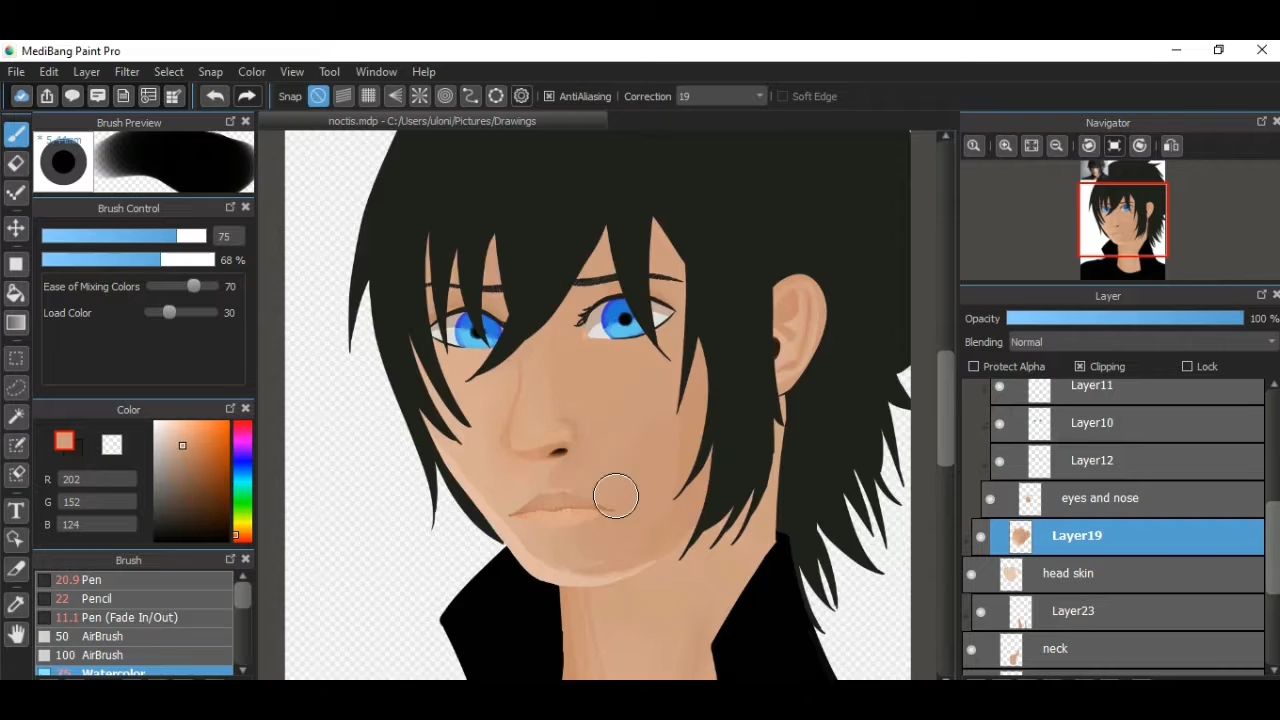 MediBang Paint Pro
File Edit Layer Filter Select Snap Color View Tool Window Help
Snap AntiAliasing Correction 19 Soft Edge
Brush Preview
noctis.mdp - C:/Users/uloni/Pictures/Drawings
Navigator
Brush Control
75
68 %
Ease of Mixing Colors 70
Load Color 30
Color
R 202
G 152
B 124
Brush
20.9 Pen
22 Pencil
11.1 Pen (Fade In/Out)
50 AirBrush
100 AirBrush
75 Watercolor
Layer
Opacity 100 %
Blending Normal
Protect Alpha Clipping Lock
Layer11
Layer10
Layer12
eyes and nose
Layer19
head skin
Layer23
neck